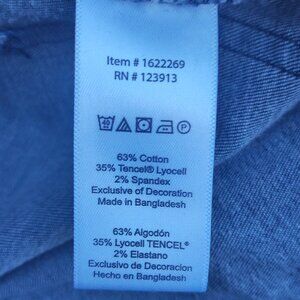 Item # 1622269
RN # 123913
40 P
63% Cotton
35% Tencel® Lyocell
2% Spandex
Exclusive of Decoration
Made in Bangladesh
63% Algodón
35% Lyocell TENCEL®
2% Elastano
Exclusivo de Decoracion
Hecho en Bangladesh